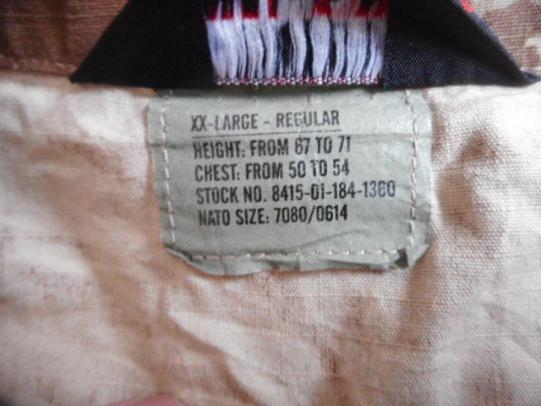 XX-LARGE - REGULAR
HEIGHT: FROM 67 TO 71
CHEST: FROM 50 TO 54
STOCK NO. 8415-01-184-1360
NATO SIZE: 7080/0614